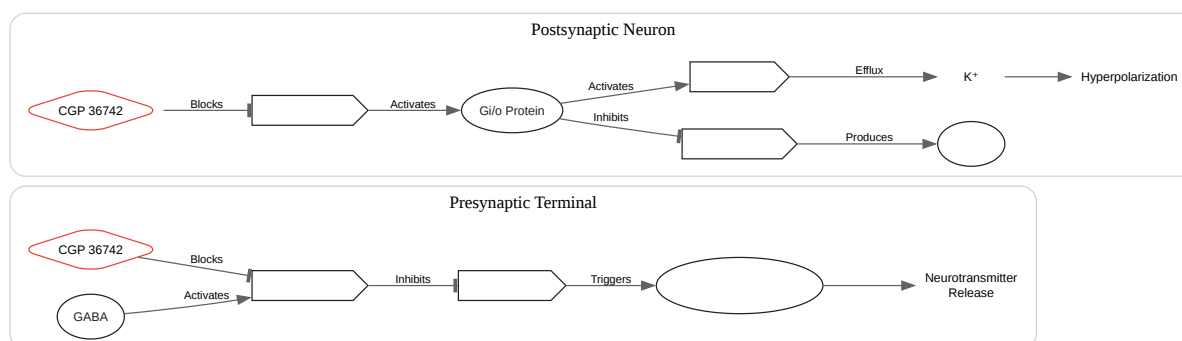 Postsynaptic Neuron
CGP 36742
Blocks
Activates
Gi/o Protein
Activates
Efflux
K⁺
Hyperpolarization
Inhibits
Produces
Presynaptic Terminal
CGP 36742
Blocks
GABA
Activates
Inhibits
Triggers
Neurotransmitter
Release